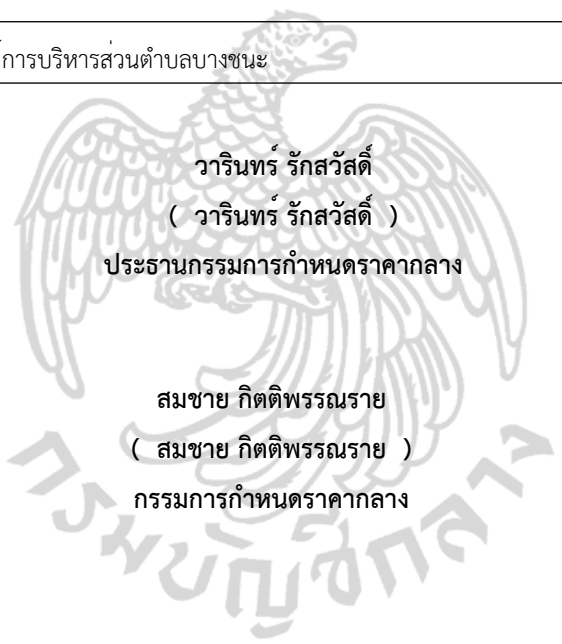 การบริหารส่วนตำบลบางชนะ
วารินทร์ รักสวัสดิ์
( วารินทร์ รักสวัสดิ์ )
ประธานกรรมการกำหนดราคากลาง
สมชาย กิตติพรรณราย
( สมชาย กิตติพรรณราย )
กรรมการกำหนดราคากลาง
กรมบัญชีกลาง